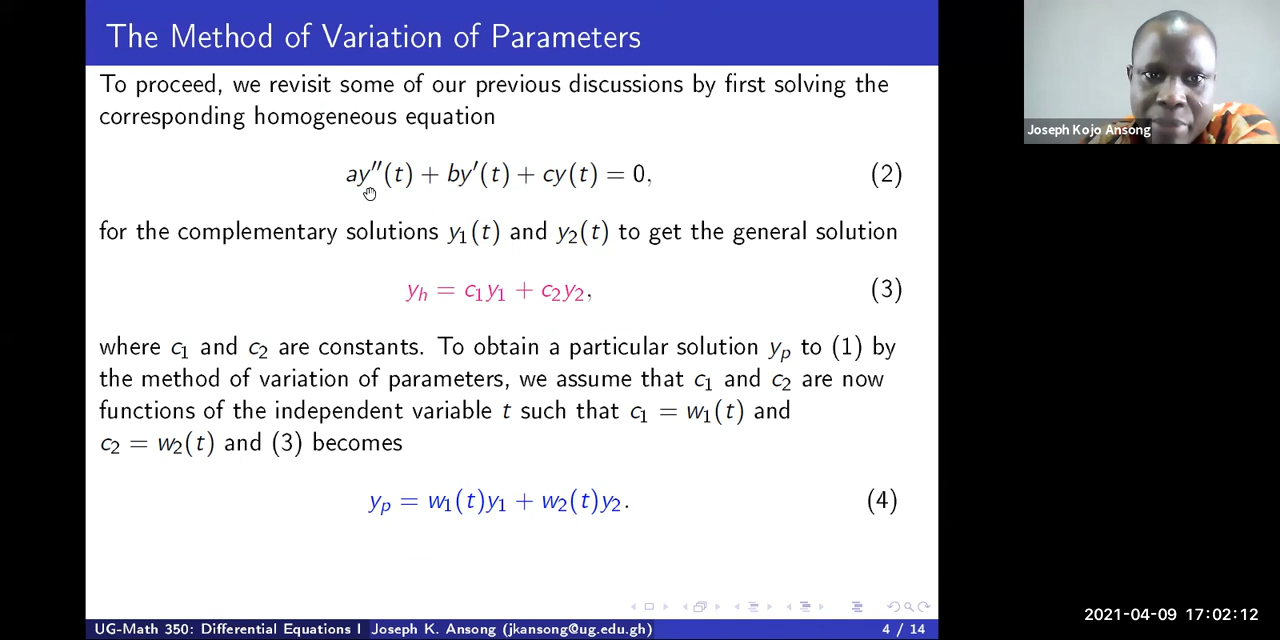 The Method of Variation of Parameters
To proceed, we revisit some of our previous discussions by first solving the
corresponding homogeneous equation
ay″(t) + by′(t) + cy(t) = 0, (2)
for the complementary solutions y₁(t) and y₂(t) to get the general solution
yₕ = c₁y₁ + c₂y₂, (3)
where c₁ and c₂ are constants. To obtain a particular solution yₚ to (1) by
the method of variation of parameters, we assume that c₁ and c₂ are now
functions of the independent variable t such that c₁ = w₁(t) and
c₂ = w₂(t) and (3) becomes
yₚ = w₁(t)y₁ + w₂(t)y₂. (4)
UG-Math 350: Differential Equations I Joseph K. Ansong (jkansong@ug.edu.gh) 4 / 14
Joseph Kojo Ansong
2021-04-09 17:02:12